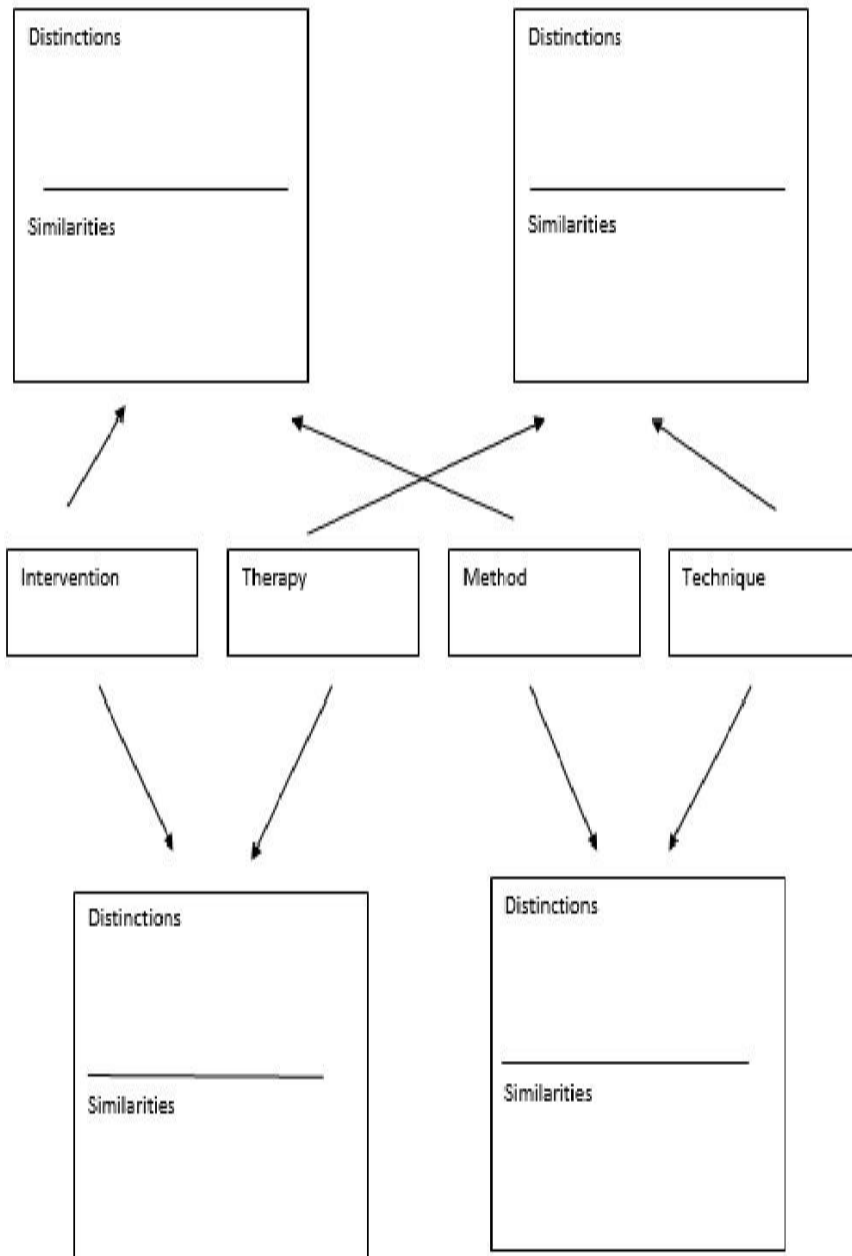 Distinctions
Similarities
Distinctions
Similarities
Intervention
Therapy
Method
Technique
Distinctions
Similarities
Distinctions
Similarities